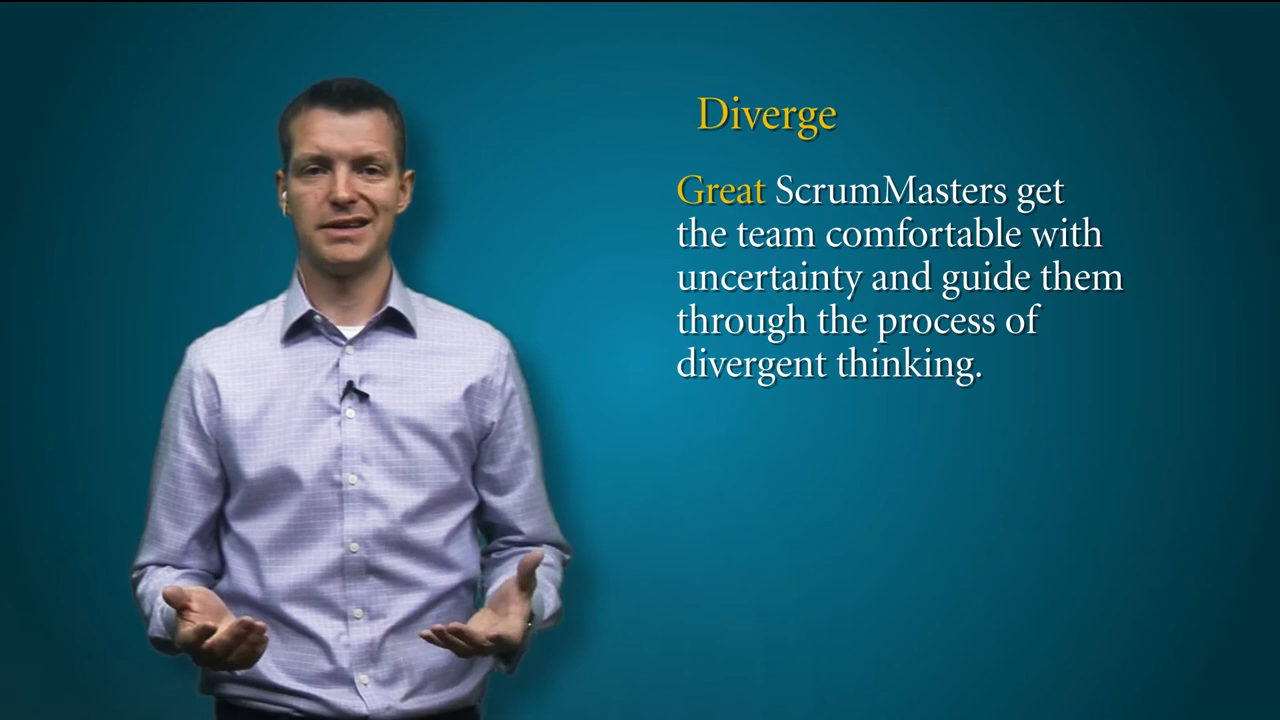 Diverge
Great ScrumMasters get
the team comfortable with
uncertainty and guide them
through the process of
divergent thinking.